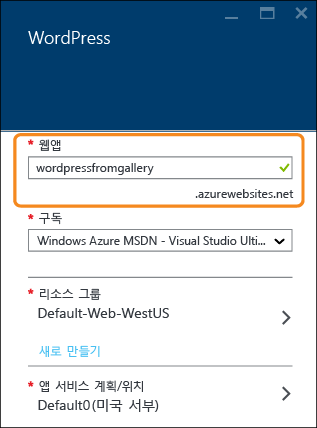 WordPress
* 웹앱
wordpressfromgallery
.azurewebsites.net
* 구독
Windows Azure MSDN - Visual Studio Ulti...
* 리소스 그룹
Default-Web-WestUS
새로 만들기
* 앱 서비스 계획/위치
Default0(미국 서부)